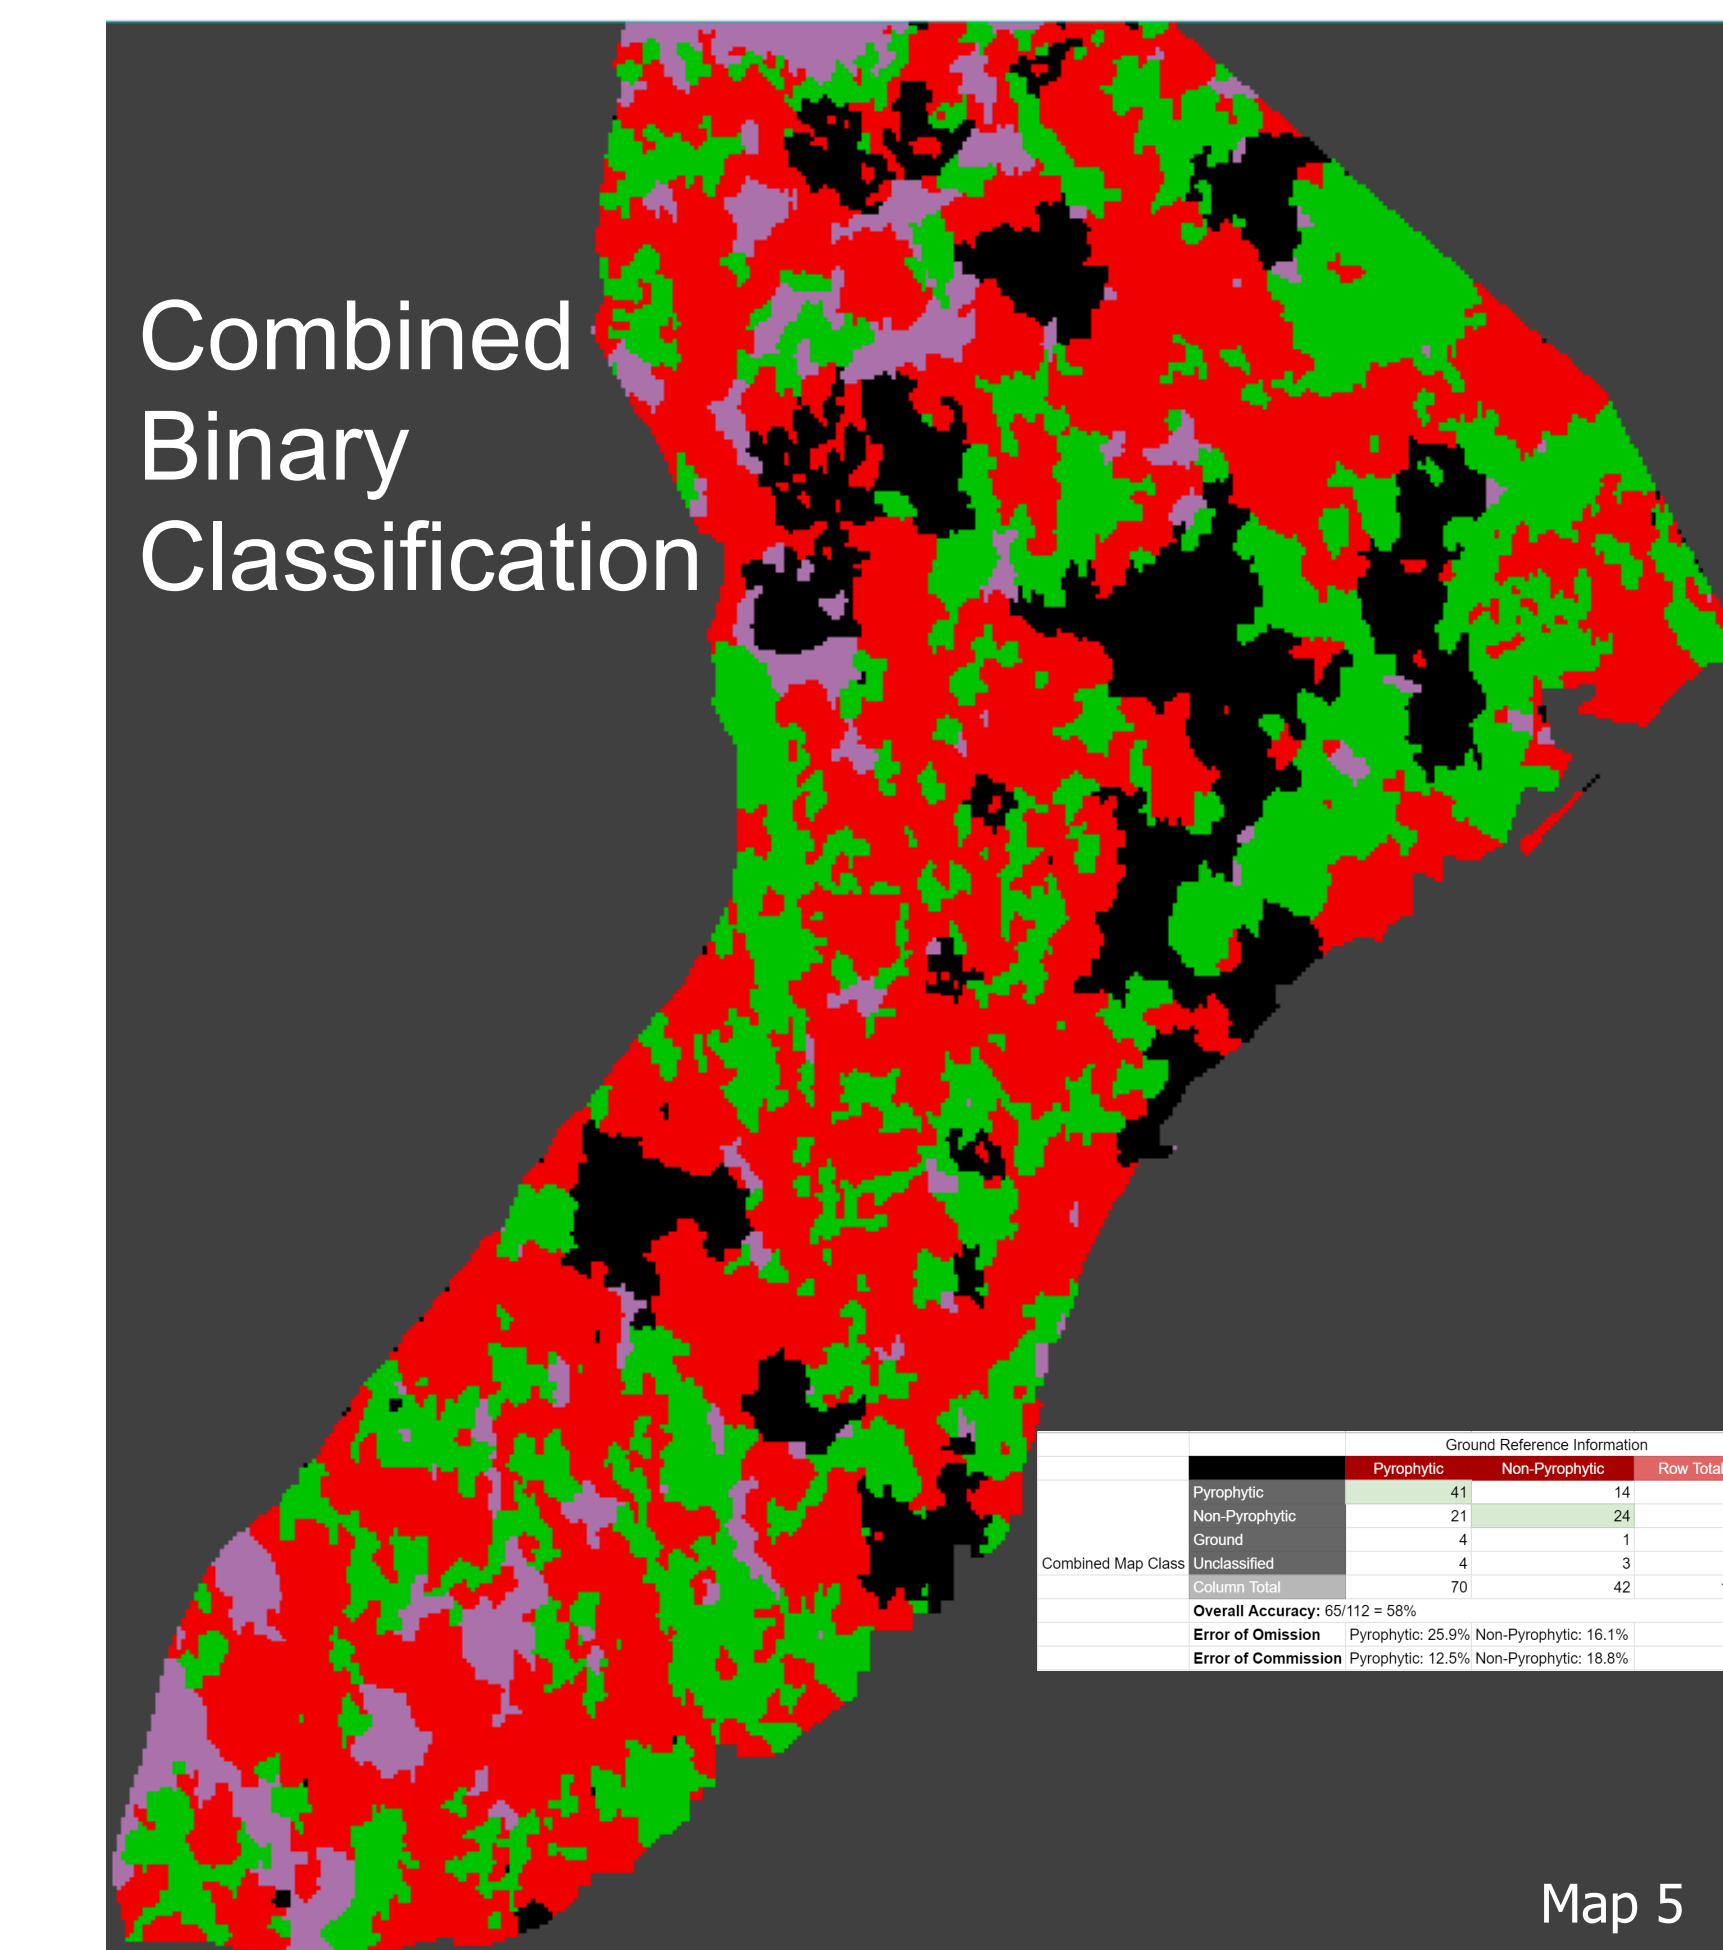 Combined
Binary
Classification
Ground Reference Information
Pyrophytic Non-Pyrophytic Row Total
Pyrophytic 41 14
Non-Pyrophytic 21 24
Ground 4 1
Combined Map Class Unclassified 4 3
Column Total 70 42
Overall Accuracy: 65/112 = 58%
Error of Omission Pyrophytic: 25.9% Non-Pyrophytic: 16.1%
Error of Commission Pyrophytic: 12.5% Non-Pyrophytic: 18.8%
Map 5